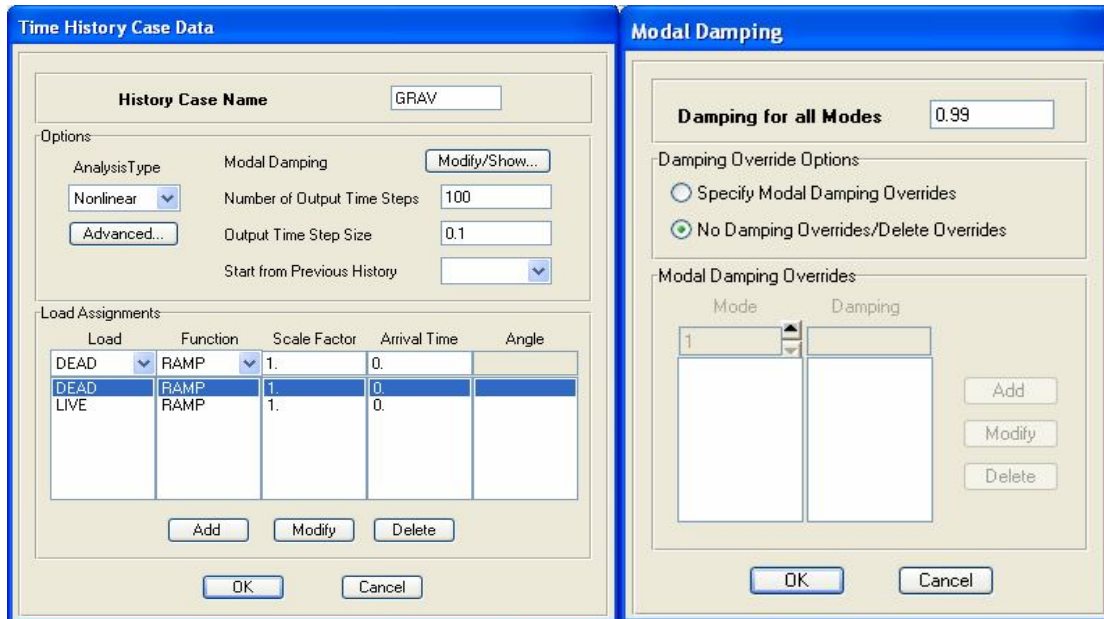 Time History Case Data
History Case Name GRAV
Options
AnalysisType
Nonlinear
Advanced...
Modal Damping Modify/Show...
Number of Output Time Steps 100
Output Time Step Size 0.1
Start from Previous History
Load Assignments
Load Function Scale Factor Arrival Time Angle
DEAD RAMP 1. 0.
DEAD RAMP 1. 0.
LIVE RAMP 1. 0.
Add Modify Delete
OK Cancel
Modal Damping
Damping for all Modes 0.99
Damping Override Options
Specify Modal Damping Overrides
No Damping Overrides/Delete Overrides
Modal Damping Overrides
Mode Damping
1
Add
Modify
Delete
OK Cancel